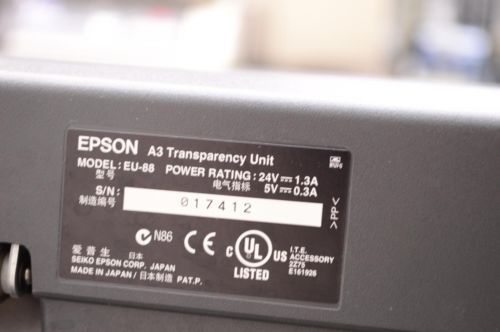 EPSON A3 Transparency Unit
MODEL: EU-88 POWER RATING: 24V⎓1.3A
型号 电气指标 5V⎓0.3A
S/N:
制造编号 017412
>PP<
N86 CE c UL US LISTED
I.T.E.
ACCESSORY
2Z75
E161926
爱普生 日本
SEIKO EPSON CORP. JAPAN
MADE IN JAPAN / 日本制造 PAT.P.